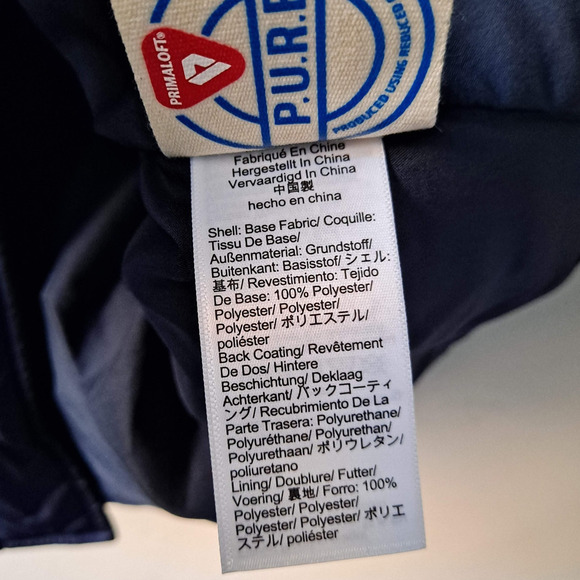 PRIMALOFT®
P.U.R.E
PRODUCED USING REDUCED
Fabriqué En Chine
Hergestellt In China
Vervaardigd In China
中国製
hecho en china
Shell: Base Fabric/ Coquille:
Tissu De Base/
Außenmaterial: Grundstoff/
Buitenkant: Basisstof/ シェル:
基布/ Revestimiento: Tejido
De Base: 100% Polyester/
Polyester/ Polyester/
Polyester/ ポリエステル/
poliéster
Back Coating/ Revêtement
De Dos/ Hintere
Beschichtung/ Deklaag
Achterkant/ バックコーティ
ング/ Recubrimiento De La
Parte Trasera: Polyurethane/
Polyuréthane/ Polyurethan/
Polyurethaan/ ポリウレタン/
poliuretano
Lining/ Doublure/ Futter/
Voering/ 裏地/ Forro: 100%
Polyester/ Polyester/
Polyester/ Polyester/ ポリエ
ステル/ poliéster